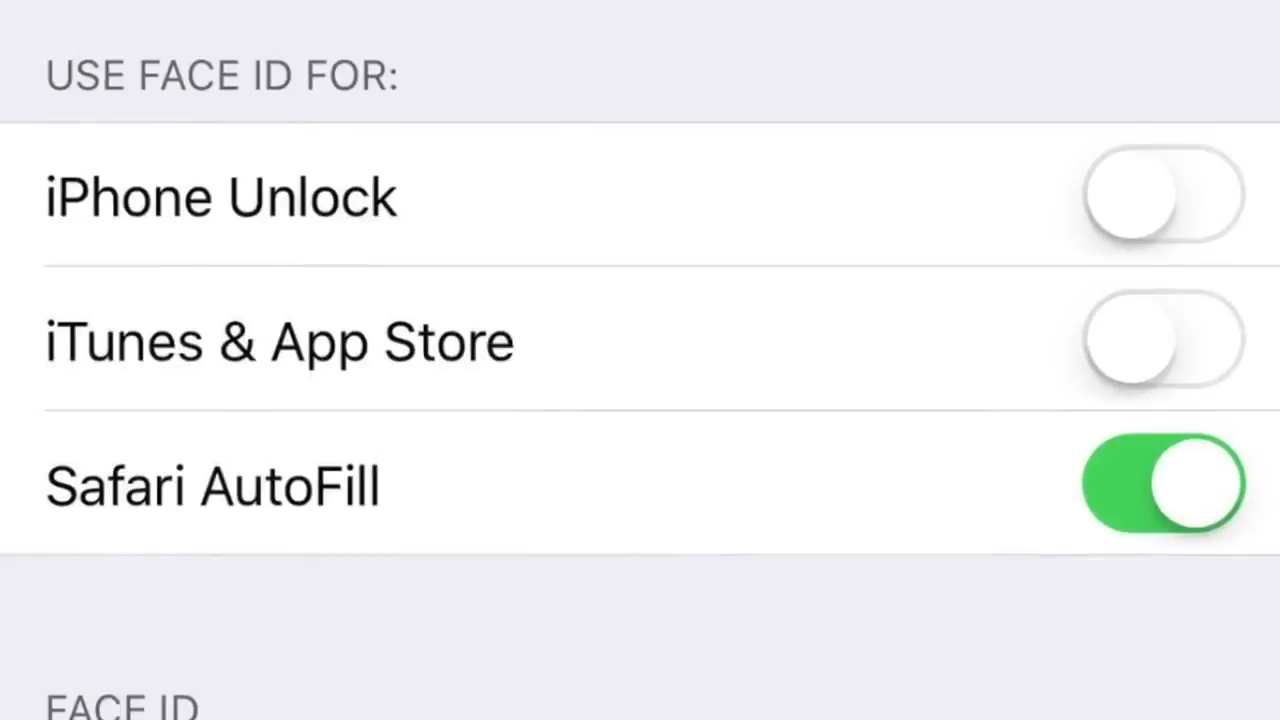 USE FACE ID FOR:
iPhone Unlock
iTunes & App Store
Safari AutoFill
FACE ID